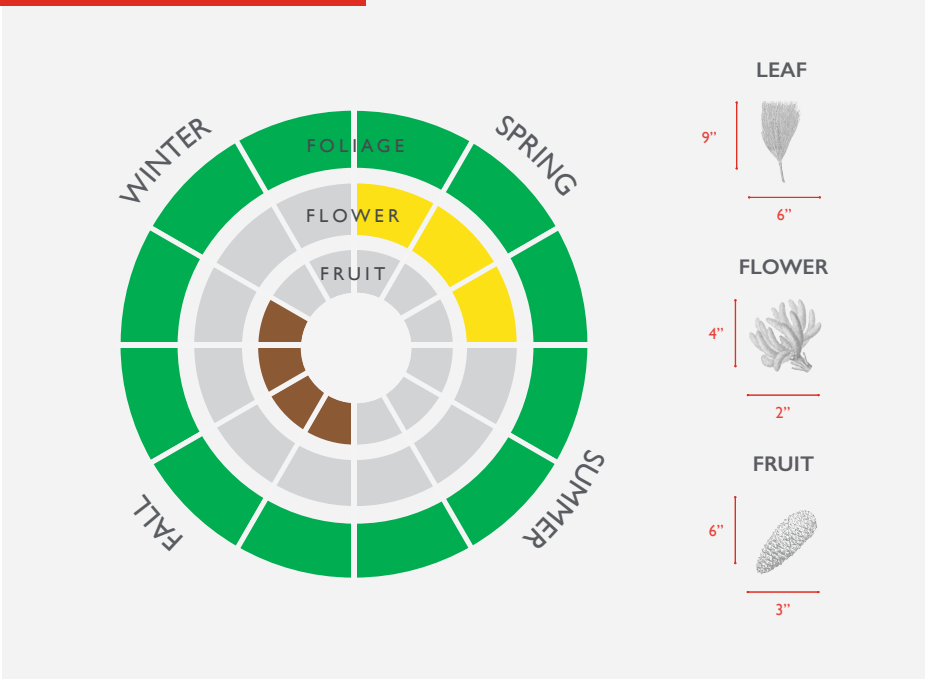 WINTER
SPRING
FOLIAGE
FLOWER
FRUIT
FALL
SUMMER
LEAF
9”
6”
FLOWER
4”
2”
FRUIT
6”
3”